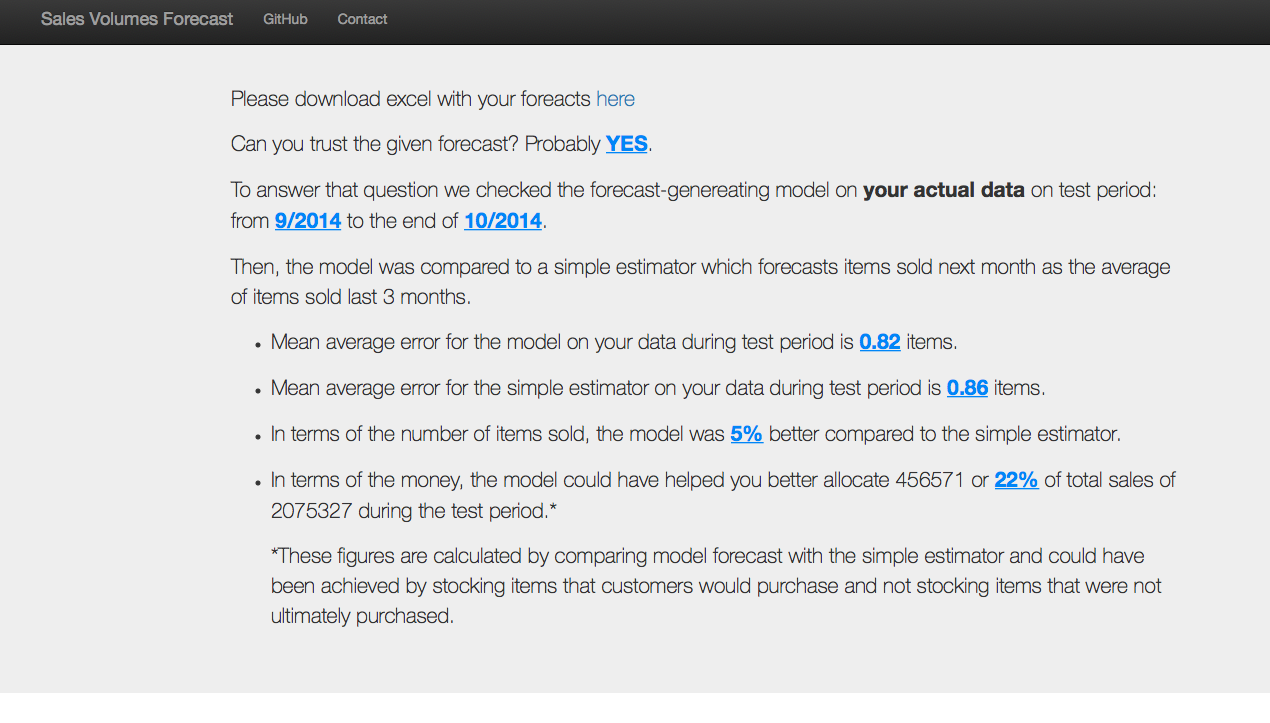 Sales Volumes Forecast GitHub Contact
Please download excel with your foreacts here
Can you trust the given forecast? Probably YES.
To answer that question we checked the forecast-genereating model on your actual data on test period:
from 9/2014 to the end of 10/2014.
Then, the model was compared to a simple estimator which forecasts items sold next month as the average
of items sold last 3 months.
• Mean average error for the model on your data during test period is 0.82 items.
• Mean average error for the simple estimator on your data during test period is 0.86 items.
• In terms of the number of items sold, the model was 5% better compared to the simple estimator.
• In terms of the money, the model could have helped you better allocate 456571 or 22% of total sales of
2075327 during the test period.*
*These figures are calculated by comparing model forecast with the simple estimator and could have
been achieved by stocking items that customers would purchase and not stocking items that were not
ultimately purchased.